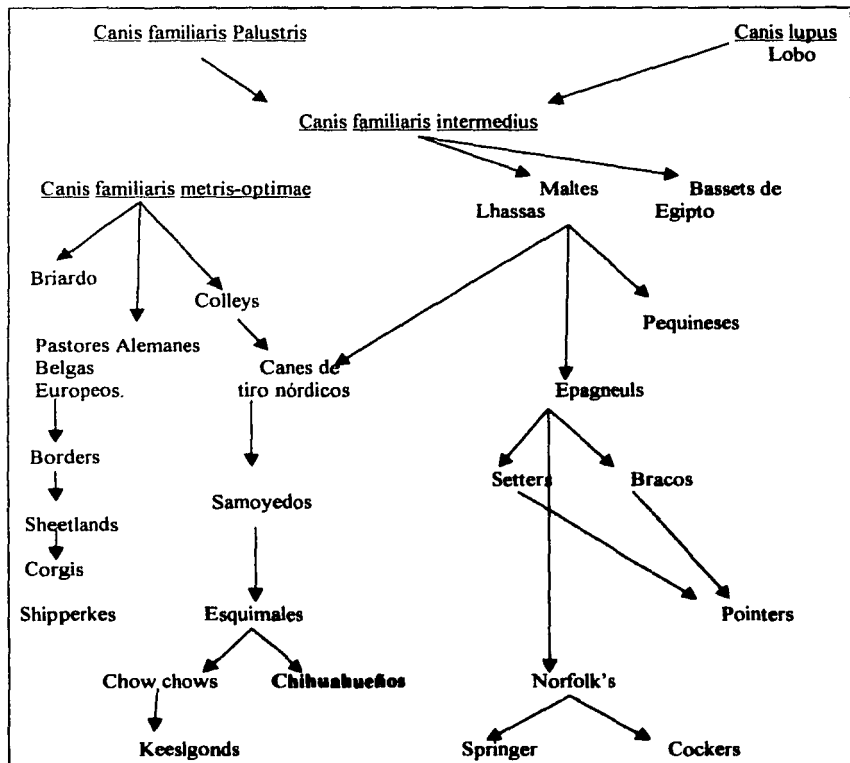 Canis familiaris Palustris
Canis lupus
Lobo
Canis familiaris intermedius
Canis familiaris metris-optimae
Maltes
Lhassas
Bassets de
Egipto
Briardo
Colleys
Pequineses
Pastores Alemanes
Belgas
Europeos.
Canes de
tiro nórdicos
Epagneuls
Borders
Setters
Bracos
Samoyedos
Sheetlands
Corgis
Shipperkes
Esquimales
Pointers
Chow chows
Chihuahueños
Norfolk's
Keeslgonds
Springer
Cockers